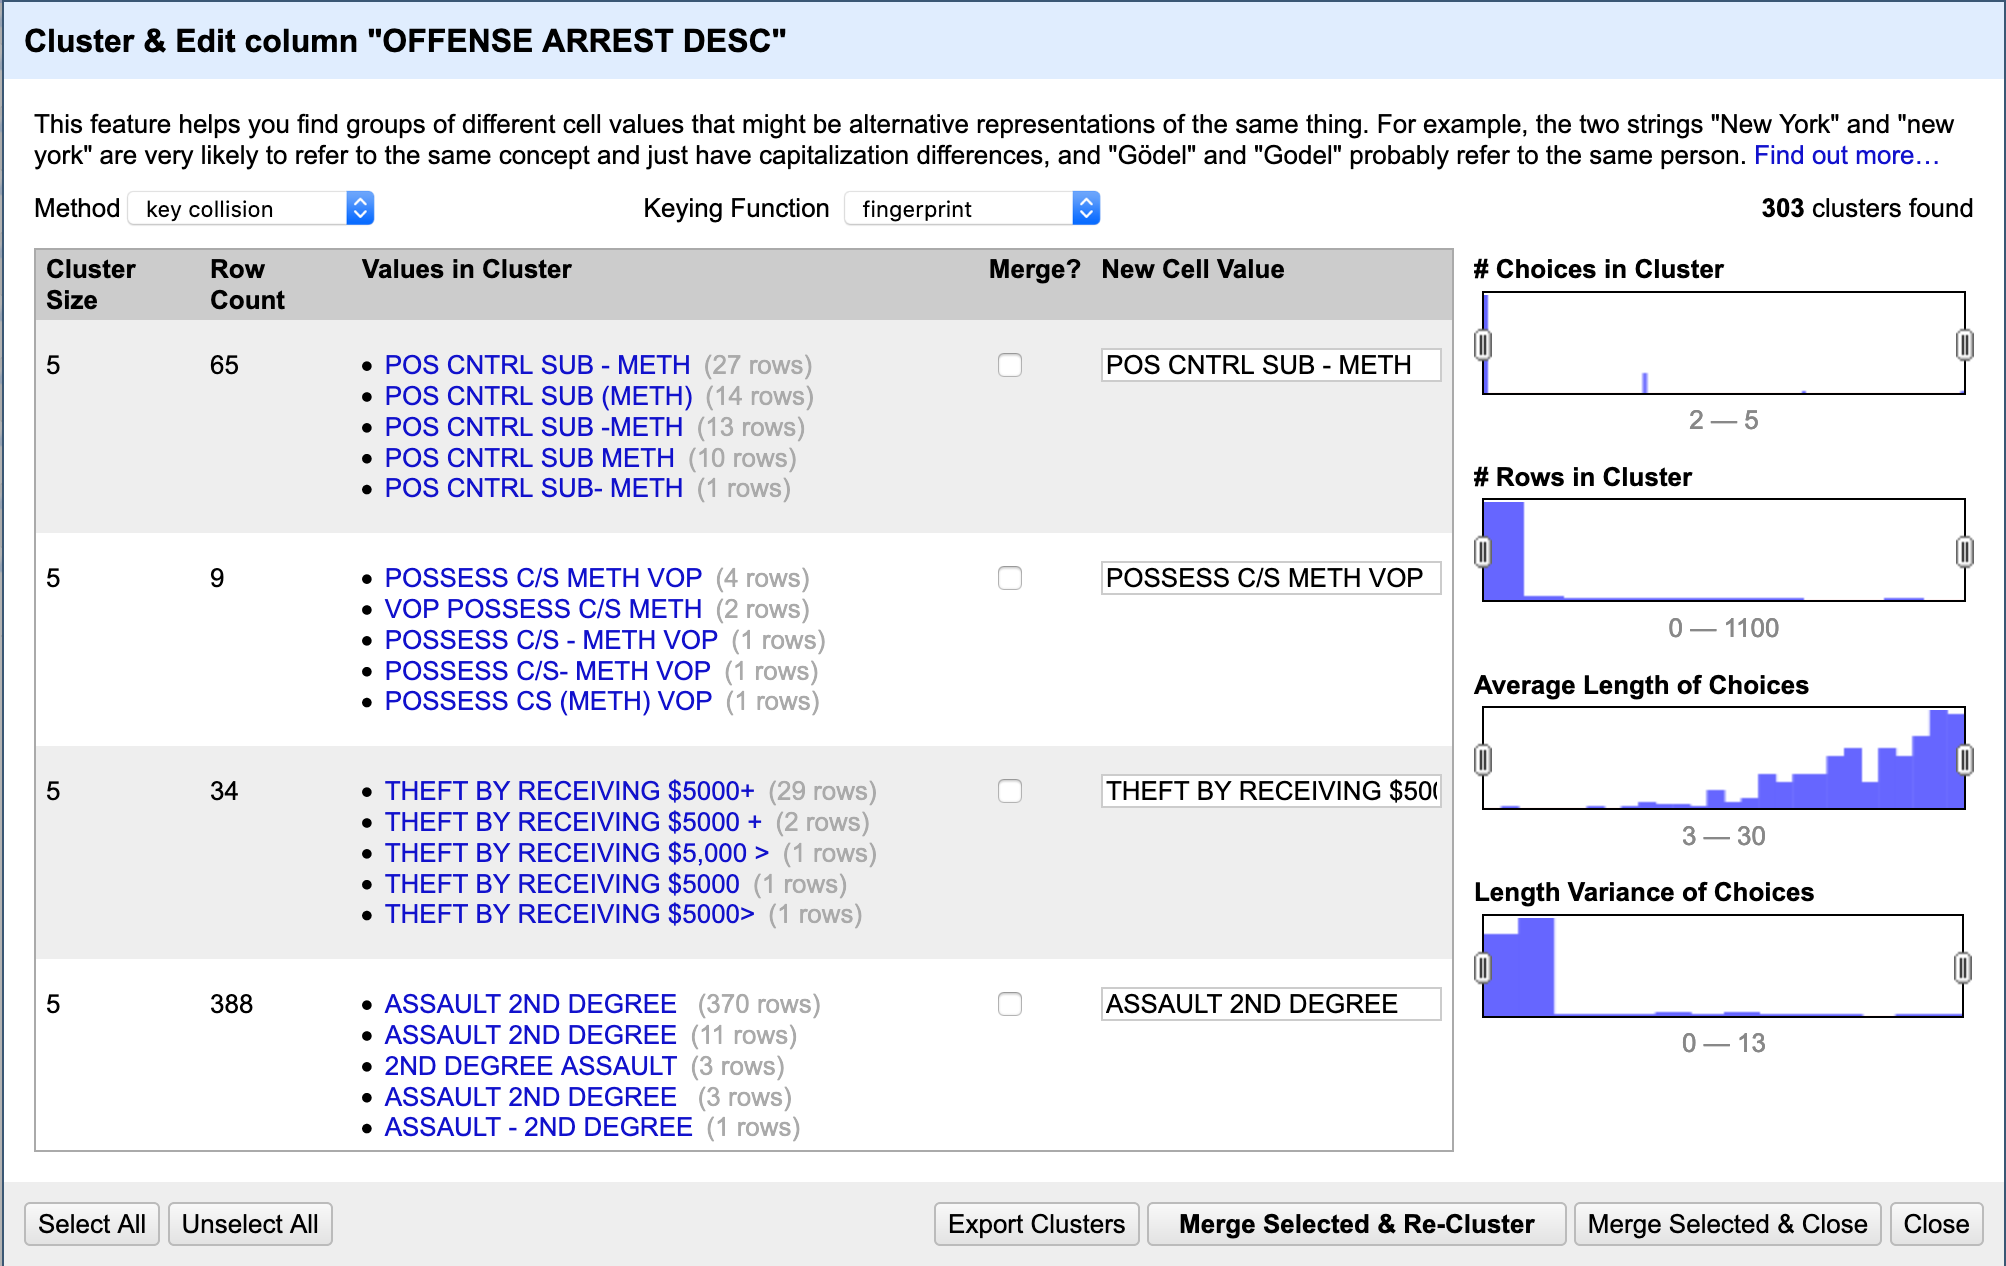 Cluster & Edit column "OFFENSE ARREST DESC"
This feature helps you find groups of different cell values that might be alternative representations of the same thing. For example, the two strings "New York" and "new
york" are very likely to refer to the same concept and just have capitalization differences, and "Gödel" and "Godel" probably refer to the same person. Find out more…
Method key collision Keying Function fingerprint 303 clusters found
Cluster Size Row Count Values in Cluster Merge? New Cell Value
5 65 • POS CNTRL SUB - METH (27 rows) POS CNTRL SUB - METH
• POS CNTRL SUB (METH) (14 rows)
• POS CNTRL SUB -METH (13 rows)
• POS CNTRL SUB METH (10 rows)
• POS CNTRL SUB- METH (1 rows)
5 9 • POSSESS C/S METH VOP (4 rows) POSSESS C/S METH VOP
• VOP POSSESS C/S METH (2 rows)
• POSSESS C/S - METH VOP (1 rows)
• POSSESS C/S- METH VOP (1 rows)
• POSSESS CS (METH) VOP (1 rows)
5 34 • THEFT BY RECEIVING $5000+ (29 rows) THEFT BY RECEIVING $500
• THEFT BY RECEIVING $5000 + (2 rows)
• THEFT BY RECEIVING $5,000 > (1 rows)
• THEFT BY RECEIVING $5000 (1 rows)
• THEFT BY RECEIVING $5000> (1 rows)
5 388 • ASSAULT 2ND DEGREE (370 rows) ASSAULT 2ND DEGREE
• ASSAULT 2ND DEGREE (11 rows)
• 2ND DEGREE ASSAULT (3 rows)
• ASSAULT 2ND DEGREE (3 rows)
• ASSAULT - 2ND DEGREE (1 rows)
# Choices in Cluster
2 — 5
# Rows in Cluster
0 — 1100
Average Length of Choices
3 — 30
Length Variance of Choices
0 — 13
Select All Unselect All Export Clusters Merge Selected & Re-Cluster Merge Selected & Close Close